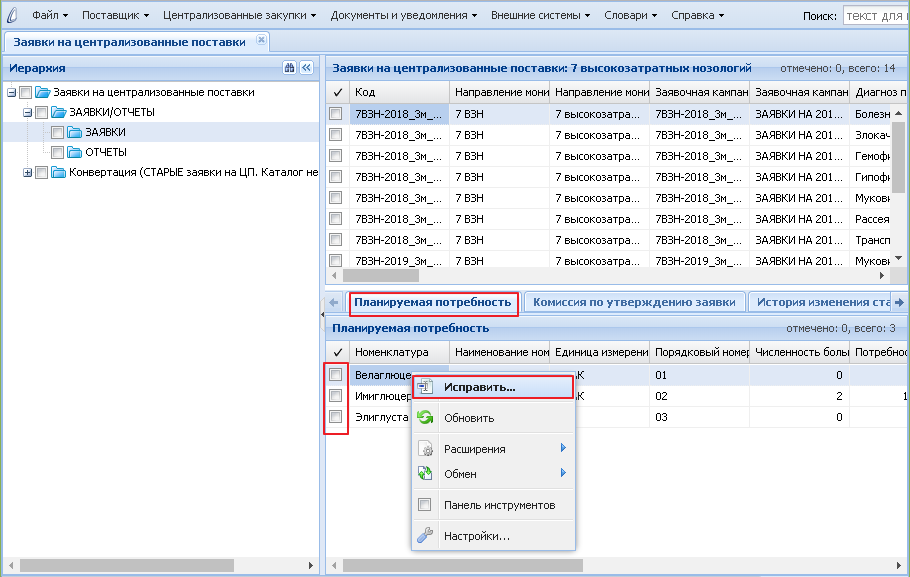 Файл Поставщик Централизованные закупки Документы и уведомления Внешние системы Словари Справка Поиск: текст для
Заявки на централизованные поставки
Иерархия
Заявки на централизованные поставки
ЗАЯВКИ/ОТЧЕТЫ
ЗАЯВКИ
ОТЧЕТЫ
Конвертация (СТАРЫЕ заявки на ЦП. Каталог не
Заявки на централизованные поставки: 7 высокозатратных нозологий отмечено: 0, всего: 14
Код Направление мони Направление мони Заявочная кампан Заявочная кампан Диагноз п
7ВЗН-2018_3м_... 7 ВЗН 7 высокозатра... 7ВЗН-2018_3м_... ЗАЯВКИ НА 201... Болезн
7ВЗН-2018_3м_... 7 ВЗН 7 высокозатра... 7ВЗН-2018_3м_... ЗАЯВКИ НА 201... Злокач
7ВЗН-2018_3м_... 7 ВЗН 7 высокозатра... 7ВЗН-2018_3м_... ЗАЯВКИ НА 201... Гемофи
7ВЗН-2018_3м_... 7 ВЗН 7 высокозатра... 7ВЗН-2018_3м_... ЗАЯВКИ НА 201... Гипофи
7ВЗН-2018_3м_... 7 ВЗН 7 высокозатра... 7ВЗН-2018_3м_... ЗАЯВКИ НА 201... Муковы
7ВЗН-2018_3м_... 7 ВЗН 7 высокозатра... 7ВЗН-2018_3м_... ЗАЯВКИ НА 201... Рассея
7ВЗН-2018_3м_... 7 ВЗН 7 высокозатра... 7ВЗН-2018_3м_... ЗАЯВКИ НА 201... Трансп
7ВЗН-2019_3м_... 7 ВЗН 7 высокозатра... 7ВЗН-2019_3м_... ЗАЯВКИ НА 201... Муковы
Планируемая потребность Комиссия по утверждению заявки История изменения ста
Планируемая потребность отмечено: 0, всего: 3
Номенклатура Наименование ном Единица измерени Порядковый номер Численность боль Потребнос
Велаглюце АК 01 0
Имиглюцер АК 02 2 1
Элиглуста 03 0
Исправить...
Обновить
Расширения
Обмен
Панель инструментов
Настройки...